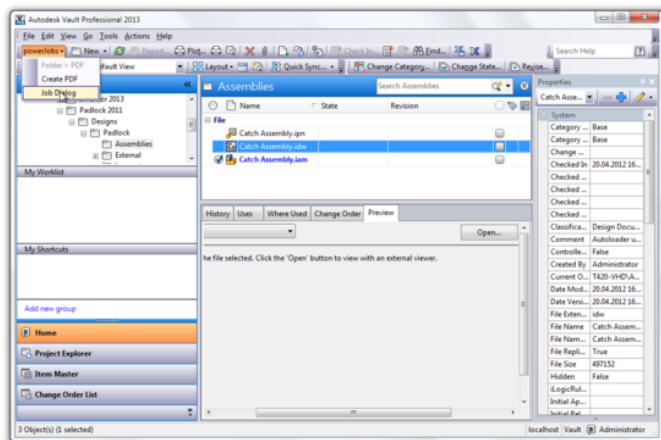 Autodesk Vault Professional 2013
File Edit View Go Tools Actions Help
powerJobs New Report... Plot... Check In... Find... Search Help
Folder > PDF
Create PDF
Job Dialog
fault View Layout Quick Sync... Change Category... Change State... Revise...
2013
Padlock 2011
Designs
Padlock
Assemblies
External
My Worklist
My Shortcuts
Add new group
Home
Project Explorer
Item Master
Change Order List
3 Object(s) (1 selected)
Assemblies Search Assemblies
Name State Revision
File
Catch Assembly.ipn
Catch Assembly.idw
Catch Assembly.iam
History Uses Where Used Change Order Preview
Open...
he file selected. Click the 'Open' button to view with an external viewer.
Properties
Catch Asse...
System
Category ... Base
Category ... Base
Change ...
Checked In 20.04.2012 16...
Checked ...
Checked ...
Checked ...
Checked ...
Classifica... Design Docu...
Comment Autoloader u...
Controlle... False
Created By Administrator
Current O... T420-VHD\A...
Date Mod... 20.04.2012 16...
Date Versi... 20.04.2012 16...
File Exten... idw
File Name Catch Assem...
File Nam... Catch Assem...
File Repli... True
File Size 497152
Hidden False
iLogicRul...
Initial Ap...
Initial Rel...
localhost Vault Administrator